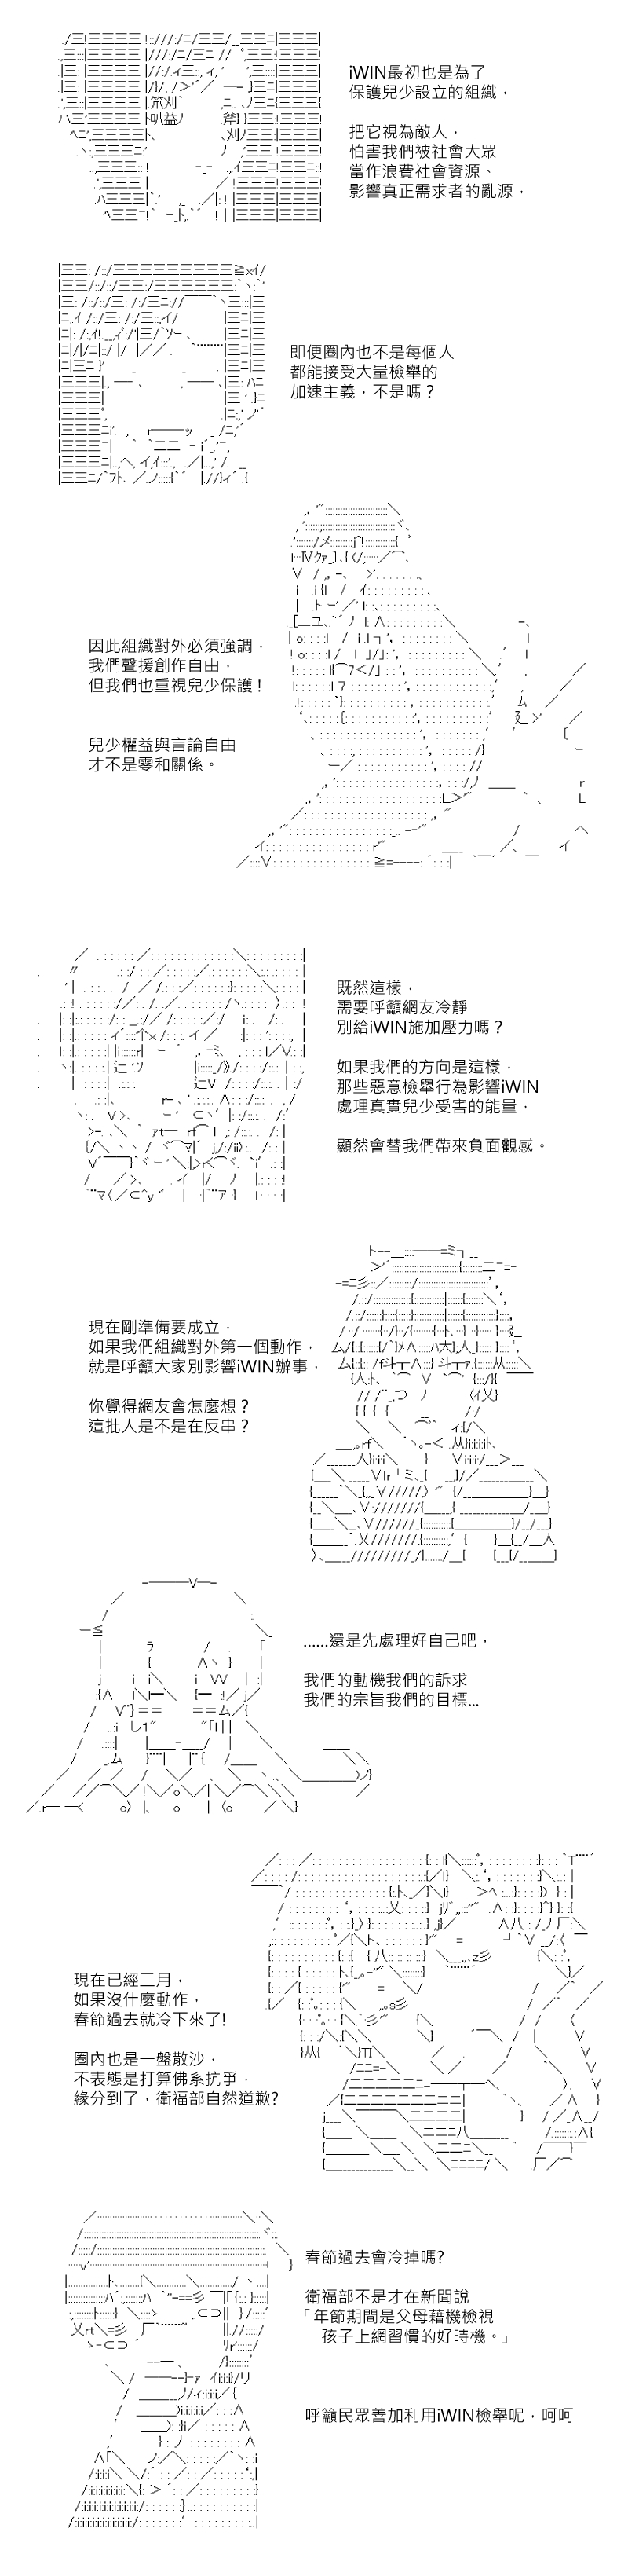 iWIN最初也是為了
保護兒少設立的組織，
把它視為敵人，
怕害我們被社會大眾
當作浪費社會資源、
影響真正需求者的亂源，
即便圈內也不是每個人
都能接受大量檢舉的
加速主義，不是嗎？
因此組織對外必須強調，
我們聲援創作自由，
但我們也重視兒少保護！
兒少權益與言論自由
才不是零和關係。
既然這樣，
需要呼籲網友冷靜
別給iWIN施加壓力嗎？
如果我們的方向是這樣，
那些惡意檢舉行為影響iWIN
處理真實兒少受害的能量，
顯然會替我們帶來負面觀感。
現在剛準備要成立，
如果我們組織對外第一個動作，
就是呼籲大家別影響iWIN辦事，
你覺得網友會怎麼想？
這批人是不是在反串？
......還是先處理好自己吧，
我們的動機我們的訴求
我們的宗旨我們的目標...
現在已經二月，
如果沒什麼動作，
春節過去就冷下來了!
圈內也是一盤散沙，
不表態是打算佛系抗爭，
緣分到了，衛福部自然道歉?
春節過去會冷掉嗎?
衛福部不是才在新聞說
「年節期間是父母藉機檢視
孩子上網習慣的好時機。」
呼籲民眾善加利用iWIN檢舉呢，呵呵